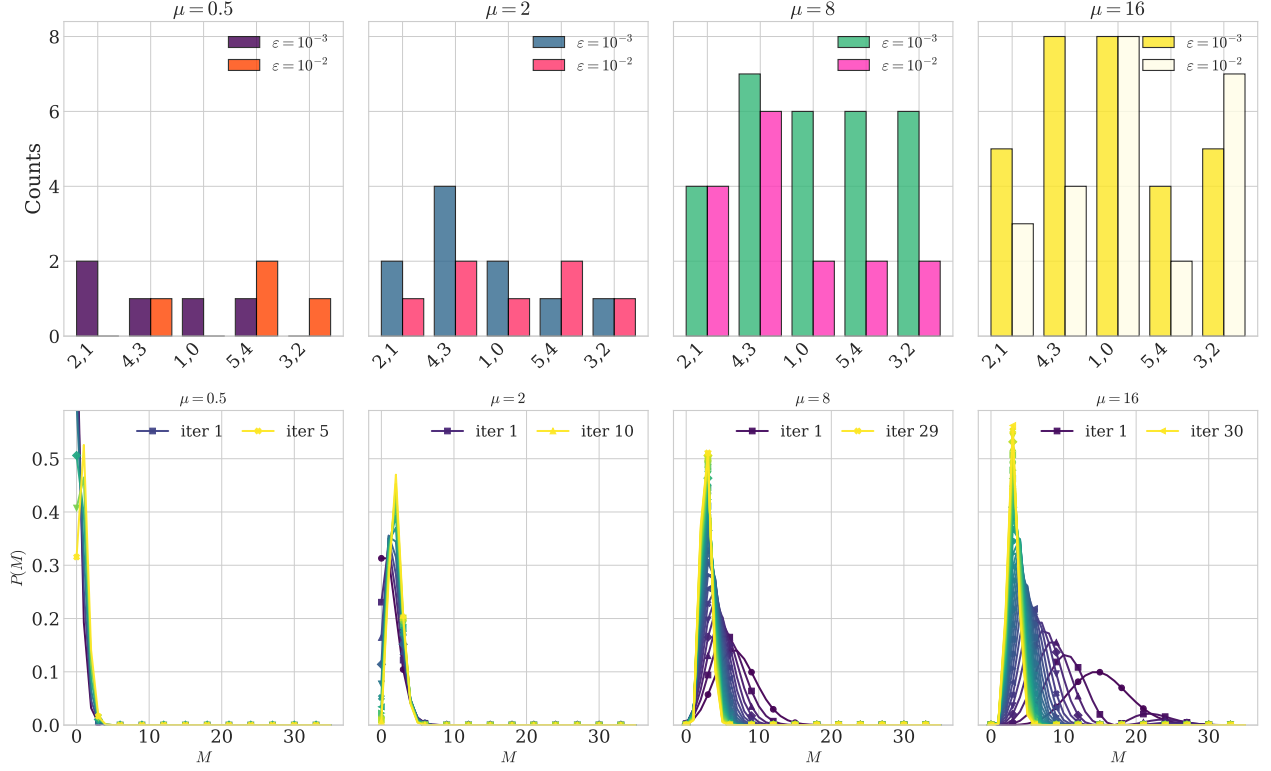 μ = 0.5
μ = 2
μ = 8
μ = 16
Counts
8
6
4
2
0
ε = 10⁻³
ε = 10⁻²
ε = 10⁻³
ε = 10⁻²
ε = 10⁻³
ε = 10⁻²
ε = 10⁻³
ε = 10⁻²
2,1 4,3 1,0 5,4 3,2
2,1 4,3 1,0 5,4 3,2
2,1 4,3 1,0 5,4 3,2
2,1 4,3 1,0 5,4 3,2
μ = 0.5
μ = 2
μ = 8
μ = 16
P(M)
0.5
0.4
0.3
0.2
0.1
0.0
iter 1 iter 5
iter 1 iter 10
iter 1 iter 29
iter 1 iter 30
0 10 20 30
0 10 20 30
0 10 20 30
0 10 20 30
M
M
M
M